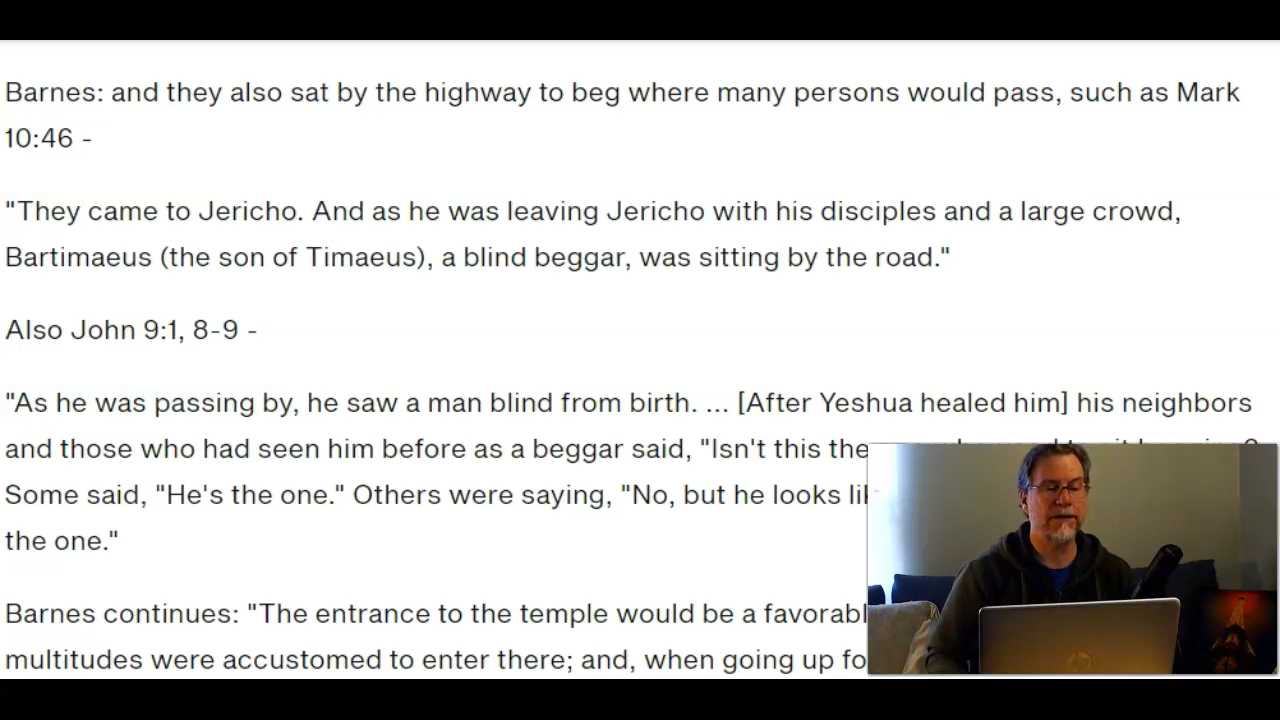 Barnes: and they also sat by the highway to beg where many persons would pass, such as Mark
10:46 -
"They came to Jericho. And as he was leaving Jericho with his disciples and a large crowd,
Bartimaeus (the son of Timaeus), a blind beggar, was sitting by the road."
Also John 9:1, 8-9 -
"As he was passing by, he saw a man blind from birth. ... [After Yeshua healed him] his neighbors
and those who had seen him before as a beggar said, "Isn't this the
Some said, "He's the one." Others were saying, "No, but he looks
the one."
Barnes continues: "The entrance to the temple would be a
multitudes were accustomed to enter there; and, when going up